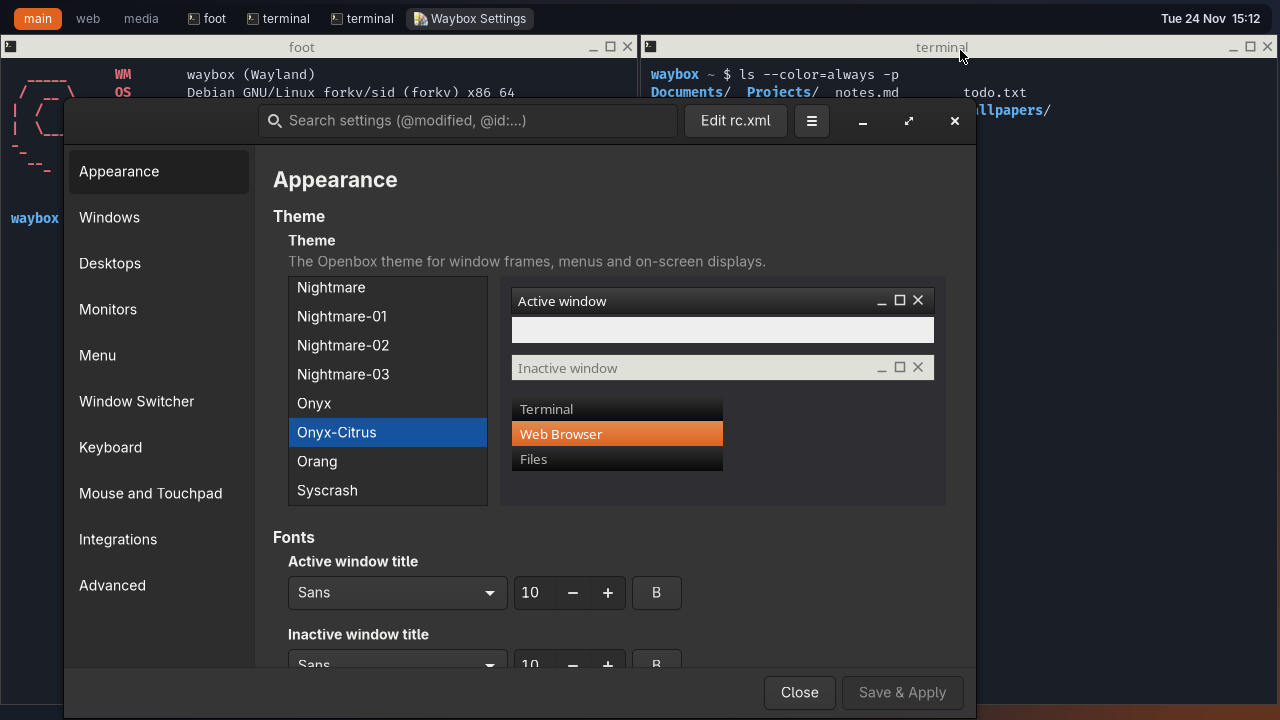 main web media foot terminal terminal Waybox Settings Tue 24 Nov 15:12
foot
terminal
WM waybox (Wayland)
OS Debian GNU/Linux forky/sid (forky) x86_64
waybox
waybox ~ $ ls --color=always -p
Documents/ Projects/ notes.md todo.txt
allpapers/
Search settings (@modified, @id:...) Edit rc.xml
Appearance
Windows
Desktops
Monitors
Menu
Window Switcher
Keyboard
Mouse and Touchpad
Integrations
Advanced
Appearance
Theme
Theme
The Openbox theme for window frames, menus and on-screen displays.
Nightmare
Nightmare-01
Nightmare-02
Nightmare-03
Onyx
Onyx-Citrus
Orang
Syscrash
Active window
Inactive window
Terminal
Web Browser
Files
Fonts
Active window title
Sans 10 − + B
Inactive window title
Sans 10 − + B
Close Save & Apply